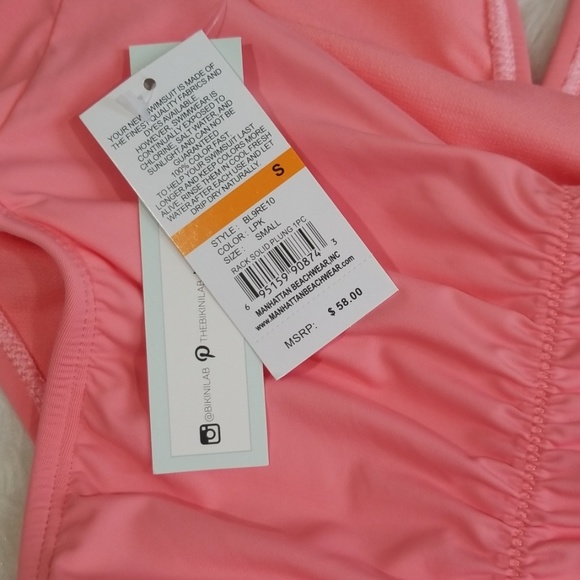 YOUR NEW SWIMSUIT IS MADE OF
THE FINEST QUALITY FABRICS AND
DYES AVAILABLE.
HOWEVER, SWIMWEAR IS
CONTINUALLY EXPOSED TO
CHLORINE, SALT WATER, AND
SUNLIGHT AND CAN NOT BE
GUARANTEED
100% COLOR FAST.
TO HELP YOUR SWIMSUIT LAST
LONGER AND KEEP COLORS MORE
ALIVE, RINSE THEM IN COOL FRESH
WATER AFTER EACH USE AND LET
DRIP DRY NATURALLY.
S
STYLE : BL9RE10
COLOR : LPK
SIZE : SMALL
RACK SOLID PLUNG 1PC
6 95159 90874 3
MANHATTAN BEACHWEAR,INC
www.MANHATTANBEACHWEAR.com
MSRP: $ 58.00
@BIKINILAB THEBIKINILAB